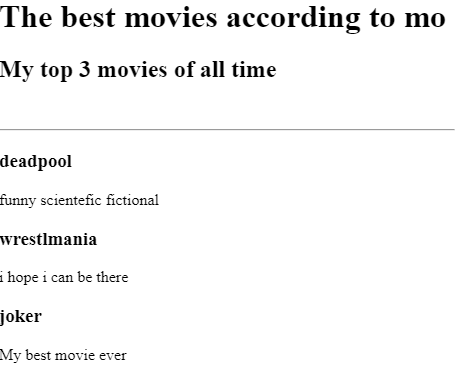 The best movies according to mo
My top 3 movies of all time
deadpool
funny scientefic fictional
wrestlmania
i hope i can be there
joker
My best movie ever